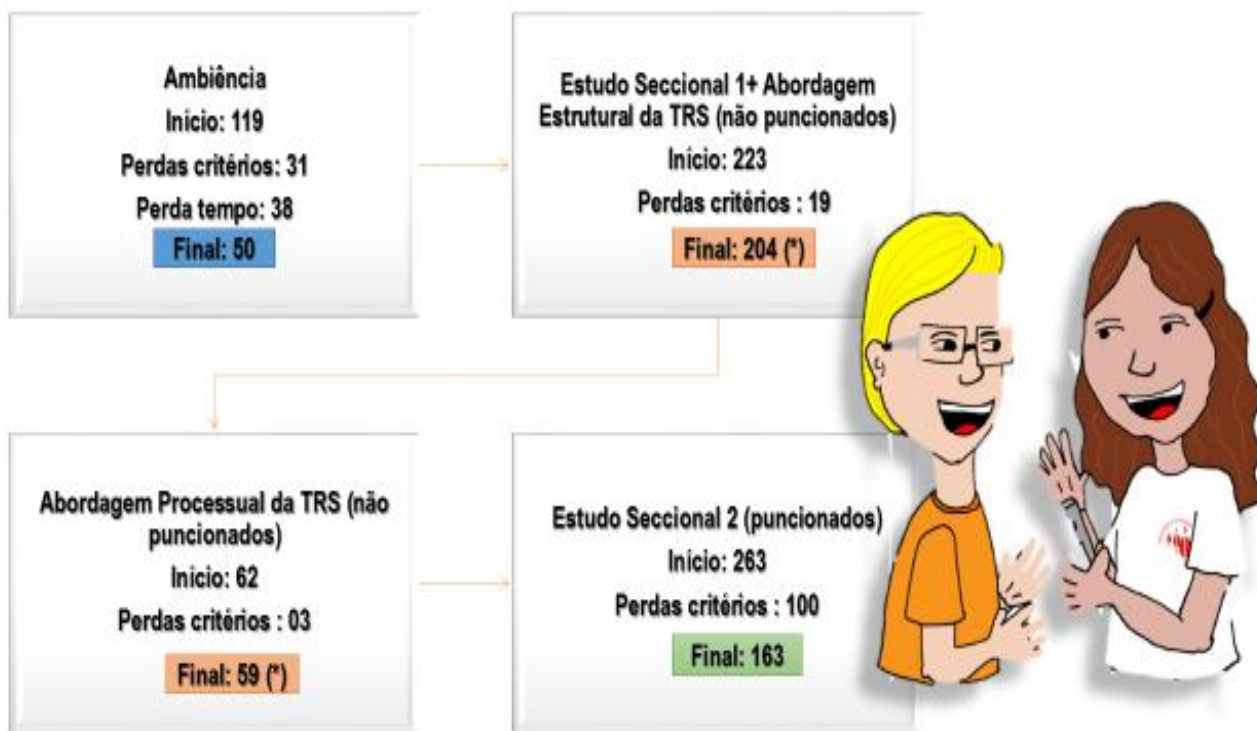 Ambiência
Início: 119
Perdas critérios: 31
Perda tempo: 38
Final: 50
Estudo Seccional 1+ Abordagem
Estrutural da TRS (não puncionados)
Início: 223
Perdas critérios : 19
Final: 204 (*)
Abordagem Processual da TRS (não
puncionados)
Início: 62
Perdas critérios : 03
Final: 59 (*)
Estudo Seccional 2 (puncionados)
Início: 263
Perdas critérios : 100
Final: 163